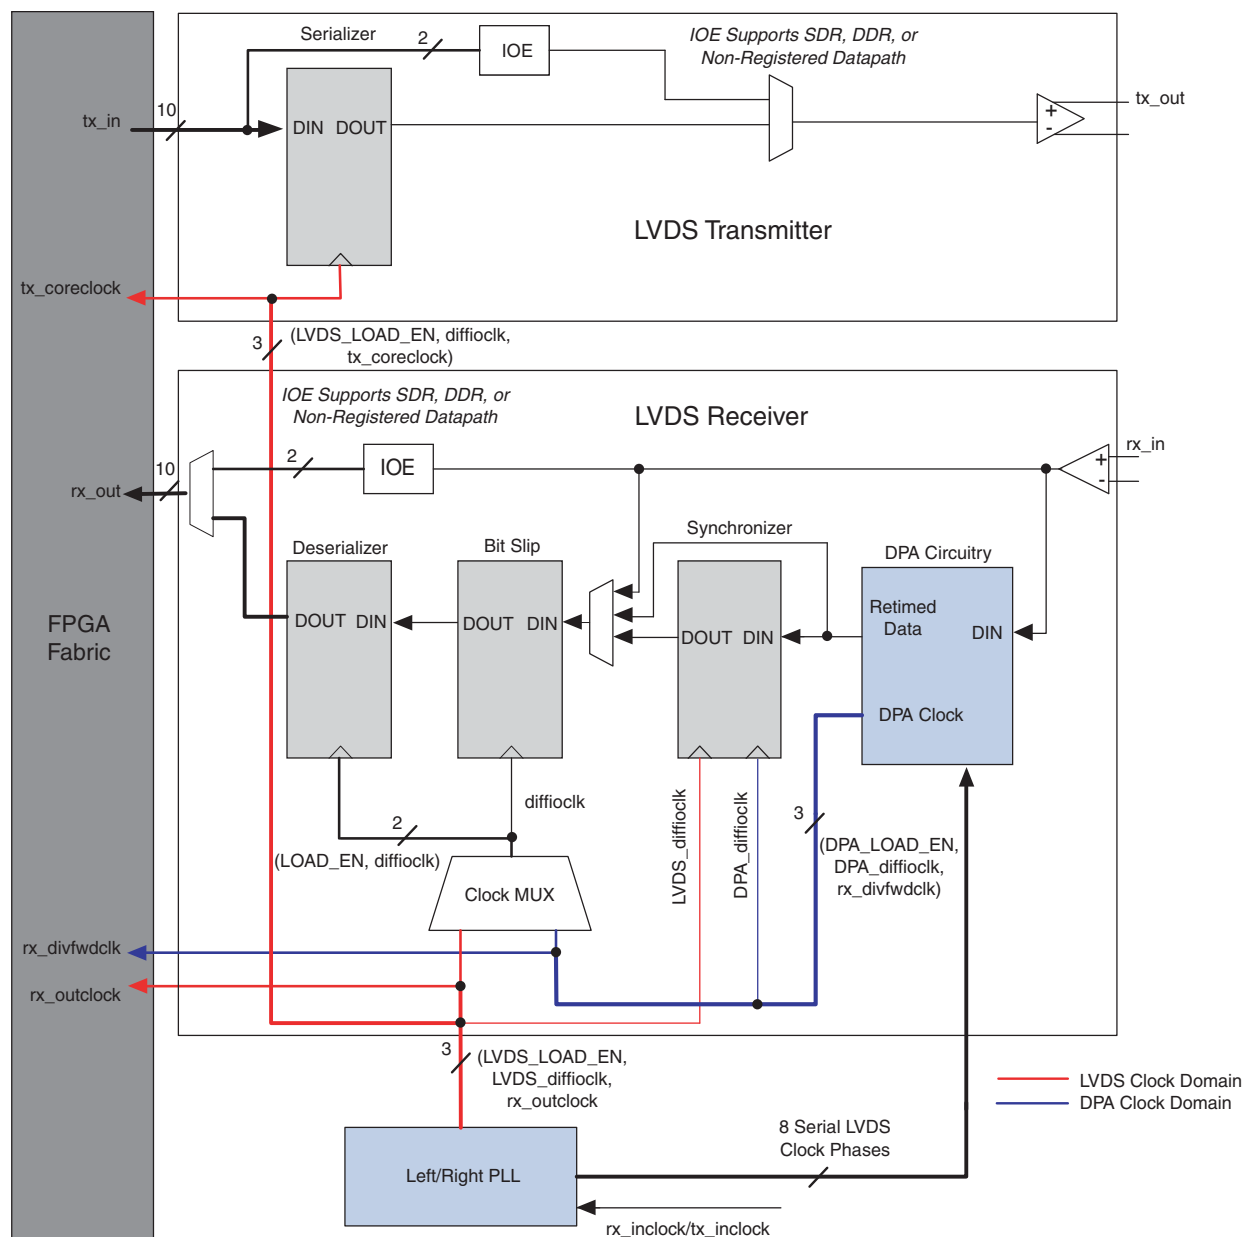 Serializer
2
IOE
IOE Supports SDR, DDR, or
Non-Registered Datapath
tx_in
10
DIN DOUT
+
-
tx_out
LVDS Transmitter
tx_coreclock
3
(LVDS_LOAD_EN, diffioclk,
tx_coreclock)
IOE Supports SDR, DDR, or
Non-Registered Datapath
LVDS Receiver
rx_in
+
-
2
IOE
10
rx_out
Synchronizer
Deserializer
Bit Slip
DPA Circuitry
FPGA
Fabric
DOUT DIN
DOUT DIN
DOUT DIN
Retimed
Data
DIN
DPA Clock
diffioclk
2
(LOAD_EN, diffioclk)
LVDS_diffioclk
DPA_diffioclk
3
(DPA_LOAD_EN,
DPA_diffioclk,
rx_divfwdclk)
Clock MUX
rx_divfwdclk
rx_outclock
3
(LVDS_LOAD_EN,
LVDS_diffioclk,
rx_outclock
LVDS Clock Domain
DPA Clock Domain
8 Serial LVDS
Clock Phases
Left/Right PLL
rx_inclock/tx_inclock